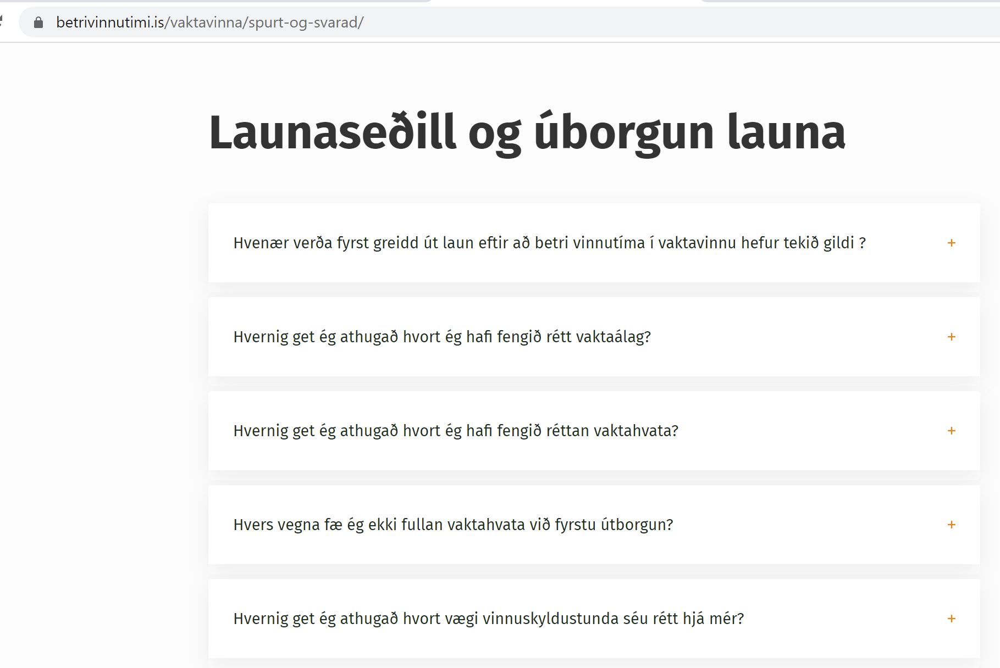 betrivinnutimi.is/vaktavinna/spurt-og-svarad/
Launaseðill og úborgun launa
Hvenær verða fyrst greidd út laun eftir að betri vinnutíma í vaktavinnu hefur tekið gildi ?
+
Hvernig get ég athugað hvort ég hafi fengið rétt vaktaálag?
+
Hvernig get ég athugað hvort ég hafi fengið réttan vaktahvata?
+
Hvers vegna fæ ég ekki fullan vaktahvata við fyrstu útborgun?
+
Hvernig get ég athugað hvort vægi vinnuskyldustunda séu rétt hjá mér?
+